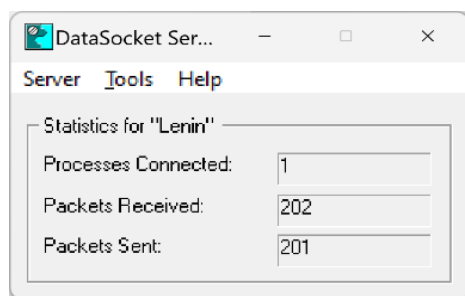 DataSocket Ser...
Server Tools Help
Statistics for "Lenin"
Processes Connected: 1
Packets Received: 202
Packets Sent: 201